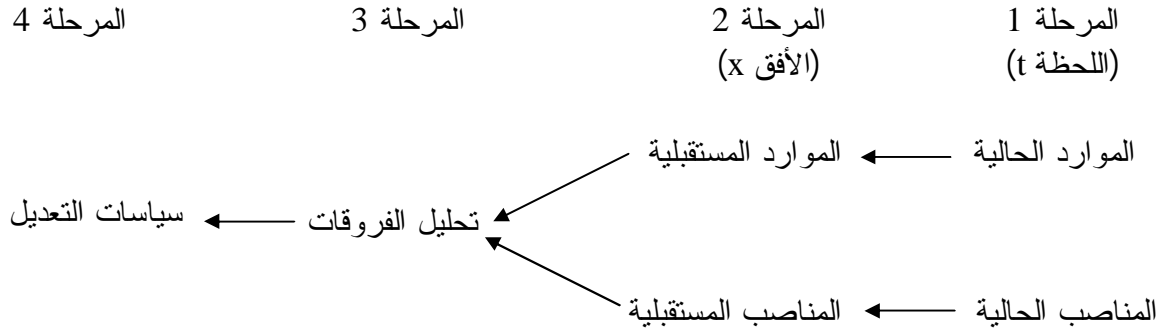 المرحلة 1 المرحلة 2 المرحلة 3 المرحلة 4
(اللحظة t) (الأفق x)
الموارد الحالية الموارد المستقبلية
تحليل الفروقات سياسات التعديل
المناصب الحالية المناصب المستقبلية